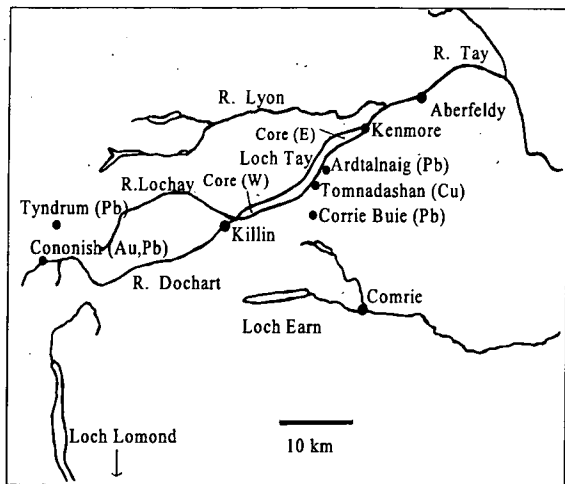 R. Tay
R. Lyon
Aberfeldy
Core (E)
Kenmore
Loch Tay
Ardtalnaig (Pb)
R.Lochay
Core (W)
Tomnadashan (Cu)
Tyndrum (Pb)
Corrie Buie (Pb)
Killin
Cononish (Au,Pb)
R. Dochart
Comrie
Loch Earn
10 km
Loch Lomond